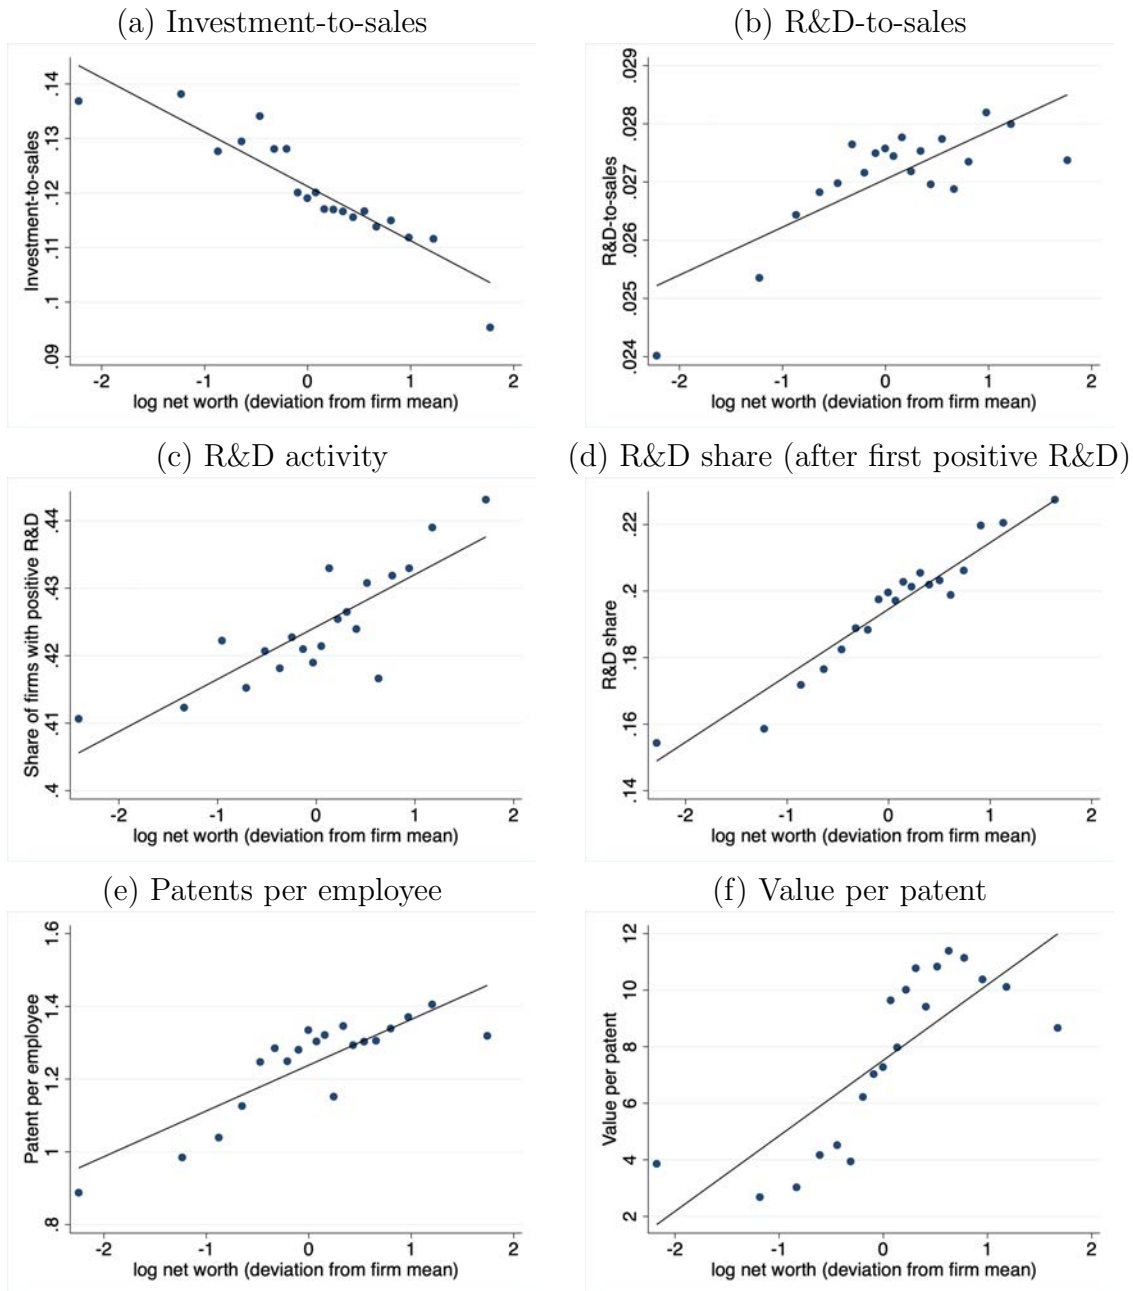 (a) Investment-to-sales
Investment-to-sales
.14
.13
.12
.11
.1
.09
-2 -1 0 1 2
log net worth (deviation from firm mean)
(b) R&D-to-sales
R&D-to-sales
.029
.028
.027
.026
.025
.024
-2 -1 0 1 2
log net worth (deviation from firm mean)
(c) R&D activity
Share of firms with positive R&D
.44
.43
.42
.41
.4
-2 -1 0 1 2
log net worth (deviation from firm mean)
(d) R&D share (after first positive R&D)
R&D share
.22
.2
.18
.16
.14
-2 -1 0 1 2
log net worth (deviation from firm mean)
(e) Patents per employee
Patent per employee
1.6
1.4
1.2
1
.8
-2 -1 0 1 2
log net worth (deviation from firm mean)
(f) Value per patent
Value per patent
12
10
8
6
4
2
-2 -1 0 1 2
log net worth (deviation from firm mean)